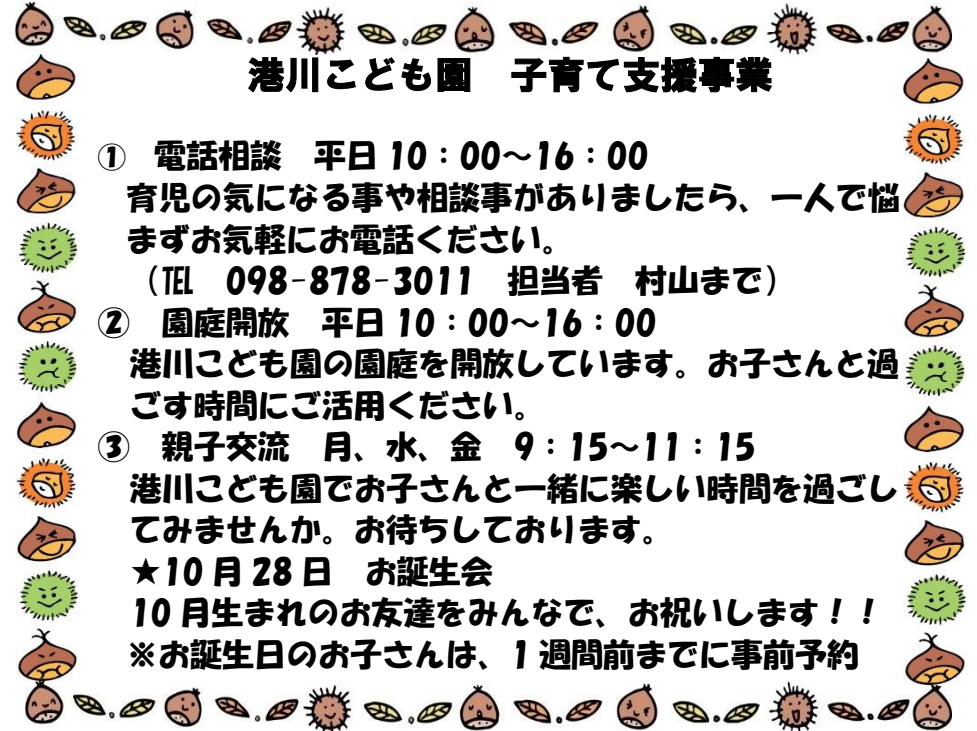 港川こども園　子育て支援事業
①　電話相談　平日10：00～16：00
育児の気になる事や相談事がありましたら、一人で悩
まずお気軽にお電話ください。
（℡　098-878-3011　担当者　村山まで）
②　園庭開放　平日10：00～16：00
港川こども園の園庭を開放しています。お子さんと過
ごす時間にご活用ください。
③　親子交流　月、水、金　9：15～11：15
港川こども園でお子さんと一緒に楽しい時間を過ごし
てみませんか。お待ちしております。
★10月28日　お誕生会
10月生まれのお友達をみんなで、お祝いします！！
※お誕生日のお子さんは、1週間前までに事前予約